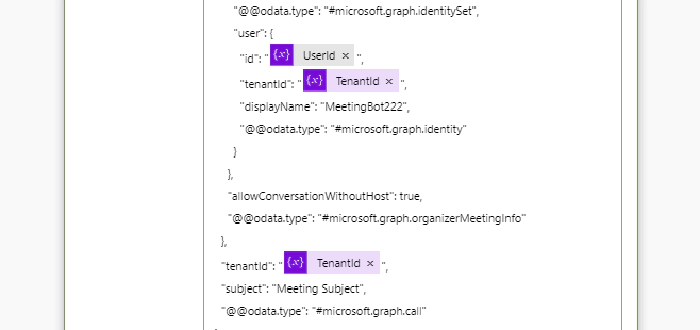 "@@odata.type": "#microsoft.graph.identitySet",
"user": {
"id": " {x} UserId × ",
"tenantId": " {x} TenantId × ",
"displayName": "MeetingBot222",
"@@odata.type": "#microsoft.graph.identity"
}
},
"allowConversationWithoutHost": true,
"@@odata.type": "#microsoft.graph.organizerMeetingInfo"
},
"tenantId": " {x} TenantId × ",
"subject": "Meeting Subject",
"@@odata.type": "#microsoft.graph.call"